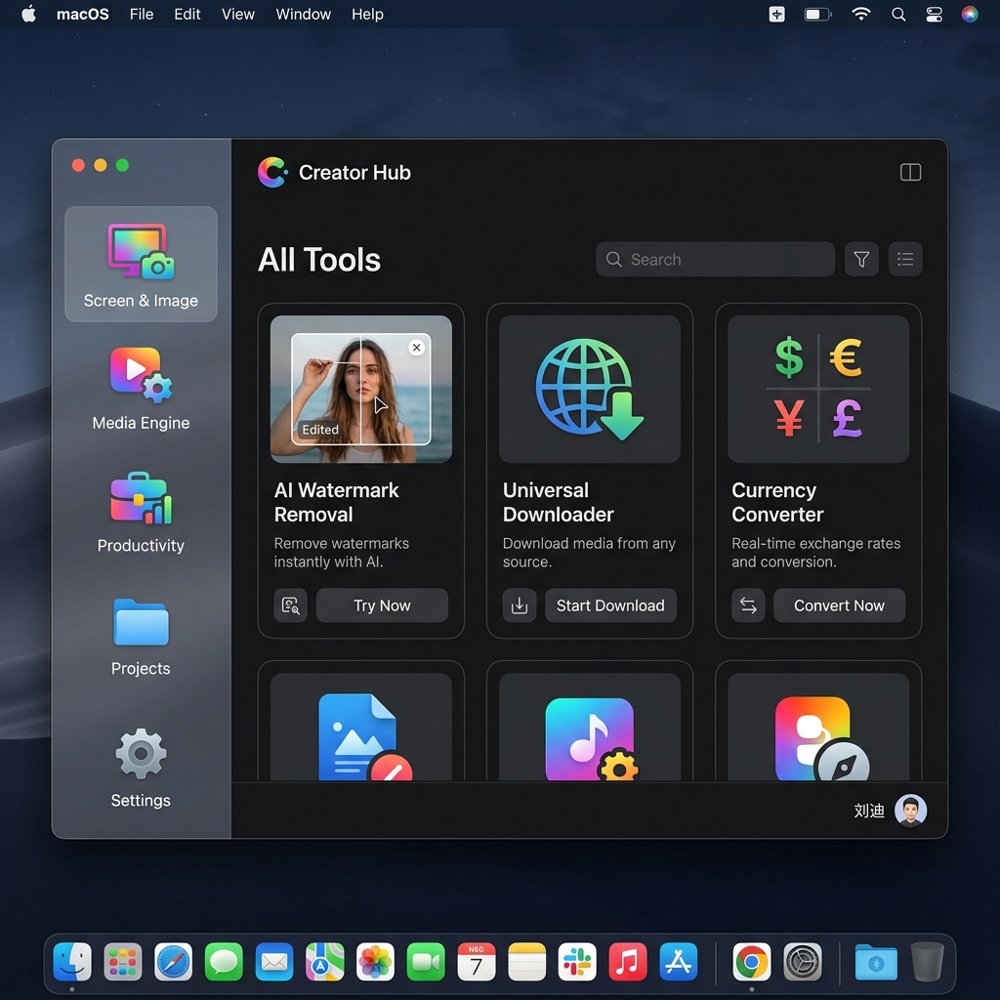 macOS File Edit View Window Help
Creator Hub
Screen & Image
Media Engine
Productivity
Projects
Settings
All Tools
Search
Edited
AI Watermark
Removal
Remove watermarks
instantly with AI.
Try Now
Universal
Downloader
Download media from any
source.
Start Download
$ €
¥ £
Currency
Converter
Real-time exchange rates
and conversion.
Convert Now
刘迪
7